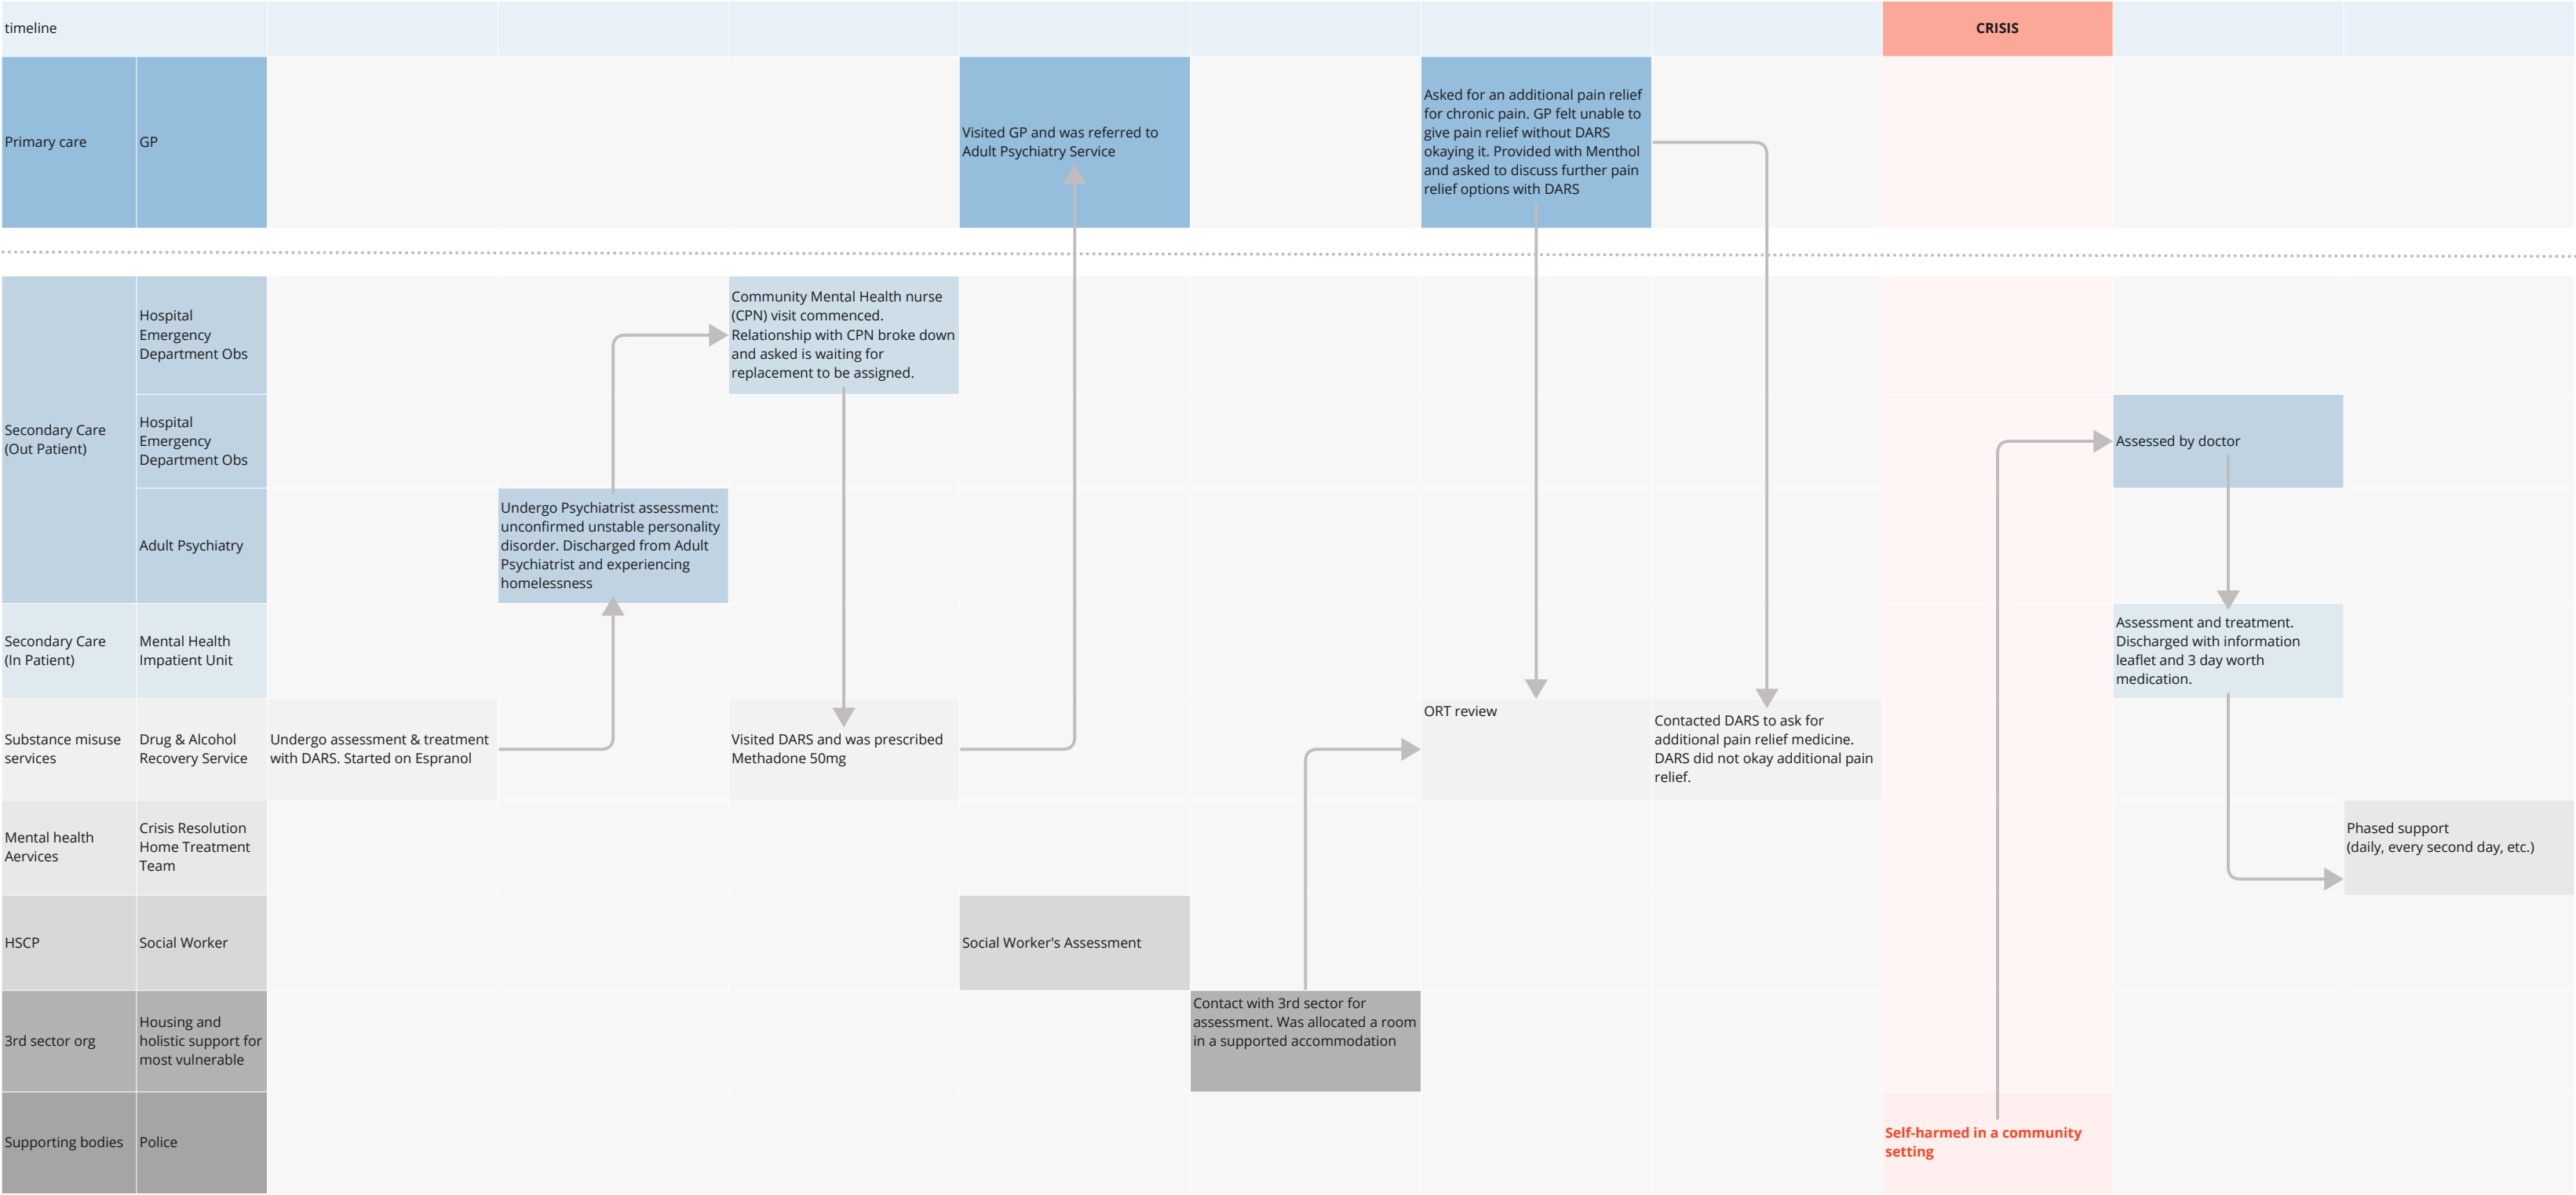 timeline
CRISIS
Primary care
GP
Visited GP and was referred to
Adult Psychiatry Service
Asked for an additional pain relief
for chronic pain. GP felt unable to
give pain relief without DARS
okaying it. Provided with Menthol
and asked to discuss further pain
relief options with DARS
Secondary Care
(Out Patient)
Hospital
Emergency
Department Obs
Community Mental Health nurse
(CPN) visit commenced.
Relationship with CPN broke down
and asked is waiting for
replacement to be assigned.
Hospital
Emergency
Department Obs
Assessed by doctor
Adult Psychiatry
Undergo Psychiatrist assessment:
unconfirmed unstable personality
disorder. Discharged from Adult
Psychiatrist and experiencing
homelessness
Secondary Care
(In Patient)
Mental Health
Impatient Unit
Assessment and treatment.
Discharged with information
leaflet and 3 day worth
medication.
Substance misuse
services
Drug & Alcohol
Recovery Service
Undergo assessment & treatment
with DARS. Started on Espranol
Visited DARS and was prescribed
Methadone 50mg
ORT review
Contacted DARS to ask for
additional pain relief medicine.
DARS did not okay additional pain
relief.
Mental health
Aervices
Crisis Resolution
Home Treatment
Team
Phased support
(daily, every second day, etc.)
HSCP
Social Worker
Social Worker's Assessment
3rd sector org
Housing and
holistic support for
most vulnerable
Contact with 3rd sector for
assessment. Was allocated a room
in a supported accommodation
Supporting bodies
Police
Self-harmed in a community
setting